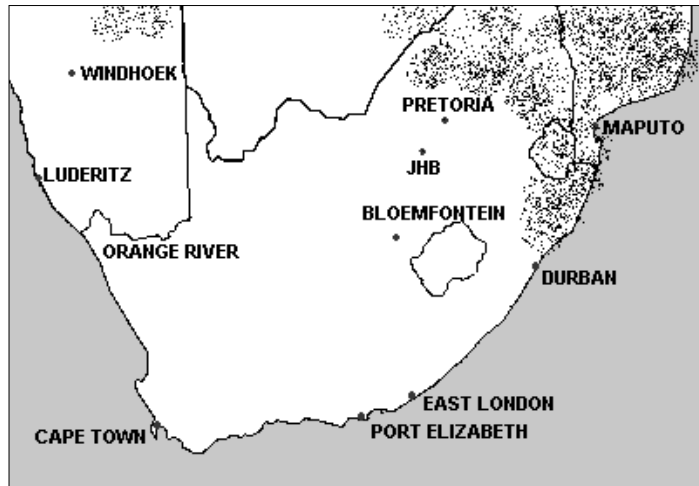 WINDHOEK
PRETORIA
MAPUTO
JHB
LUDERITZ
BLOEMFONTEIN
ORANGE RIVER
DURBAN
EAST LONDON
CAPE TOWN
PORT ELIZABETH